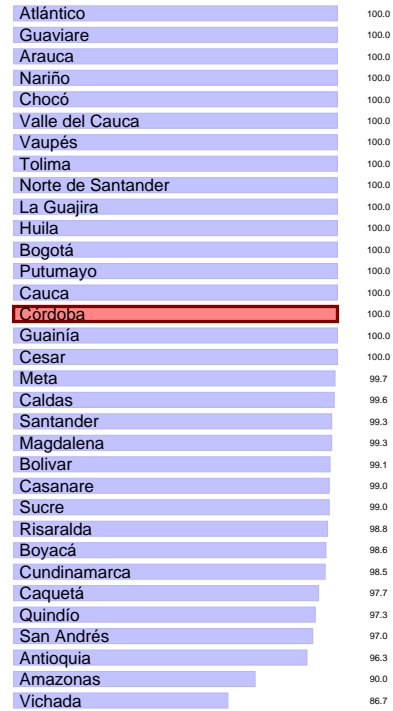 Atlántico 100.0
Guaviare 100.0
Arauca 100.0
Nariño 100.0
Chocó 100.0
Valle del Cauca 100.0
Vaupés 100.0
Tolima 100.0
Norte de Santander 100.0
La Guajira 100.0
Huila 100.0
Bogotá 100.0
Putumayo 100.0
Cauca 100.0
Córdoba 100.0
Guainía 100.0
Cesar 100.0
Meta 99.7
Caldas 99.6
Santander 99.3
Magdalena 99.3
Bolivar 99.1
Casanare 99.0
Sucre 99.0
Risaralda 98.8
Boyacá 98.6
Cundinamarca 98.5
Caquetá 97.7
Quindío 97.3
San Andrés 97.0
Antioquia 96.3
Amazonas 90.0
Vichada 86.7